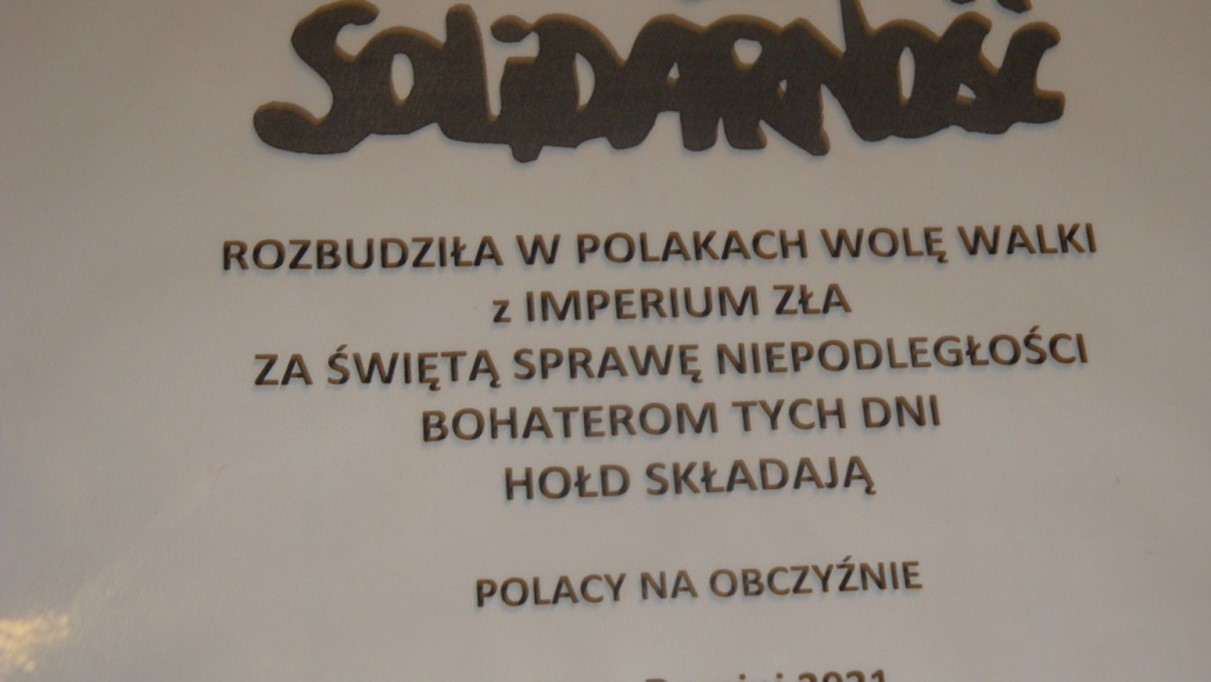 SOLIDARNOŚĆ
ROZBUDZIŁA W POLAKACH WOLĘ WALKI
z IMPERIUM ZŁA
ZA ŚWIĘTĄ SPRAWĘ NIEPODLEGŁOŚCI
BOHATEROM TYCH DNI
HOŁD SKŁADAJĄ
POLACY NA OBCZYŹNIE
2021